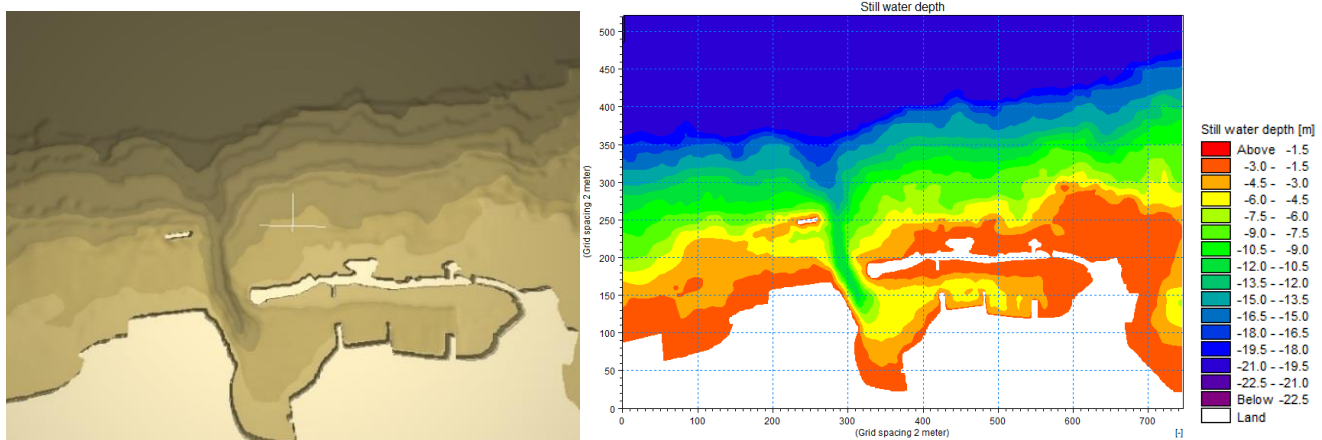 Still water depth
(Grid spacing 2 meter)
500
450
400
350
300
250
200
150
100
50
0
0 100 200 300 400 500 600 700
(Grid spacing 2 meter) [-]
Still water depth [m]
Above -1.5
-3.0 - -1.5
-4.5 - -3.0
-6.0 - -4.5
-7.5 - -6.0
-9.0 - -7.5
-10.5 - -9.0
-12.0 - -10.5
-13.5 - -12.0
-15.0 - -13.5
-16.5 - -15.0
-18.0 - -16.5
-19.5 - -18.0
-21.0 - -19.5
-22.5 - -21.0
Below -22.5
Land